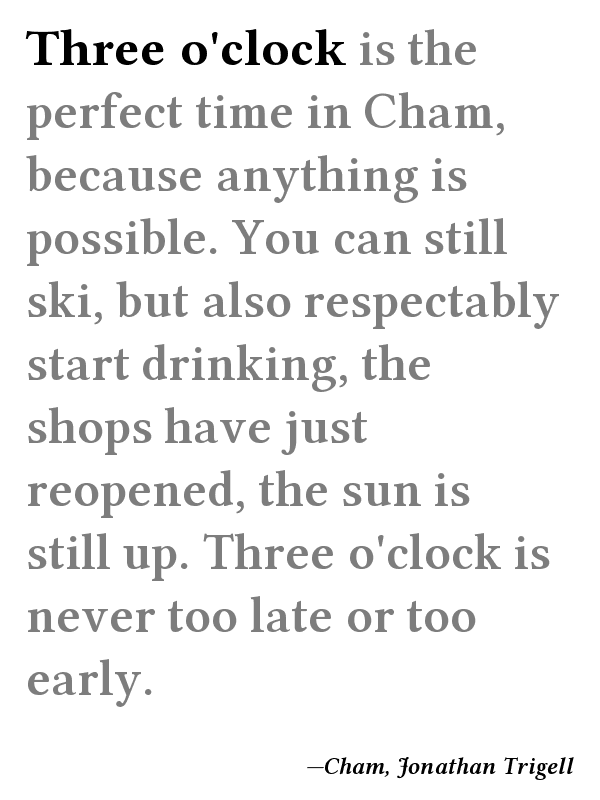 Three o'clock is the
perfect time in Cham,
because anything is
possible. You can still
ski, but also respectably
start drinking, the
shops have just
reopened, the sun is
still up. Three o'clock is
never too late or too
early.
—Cham, Jonathan Trigell